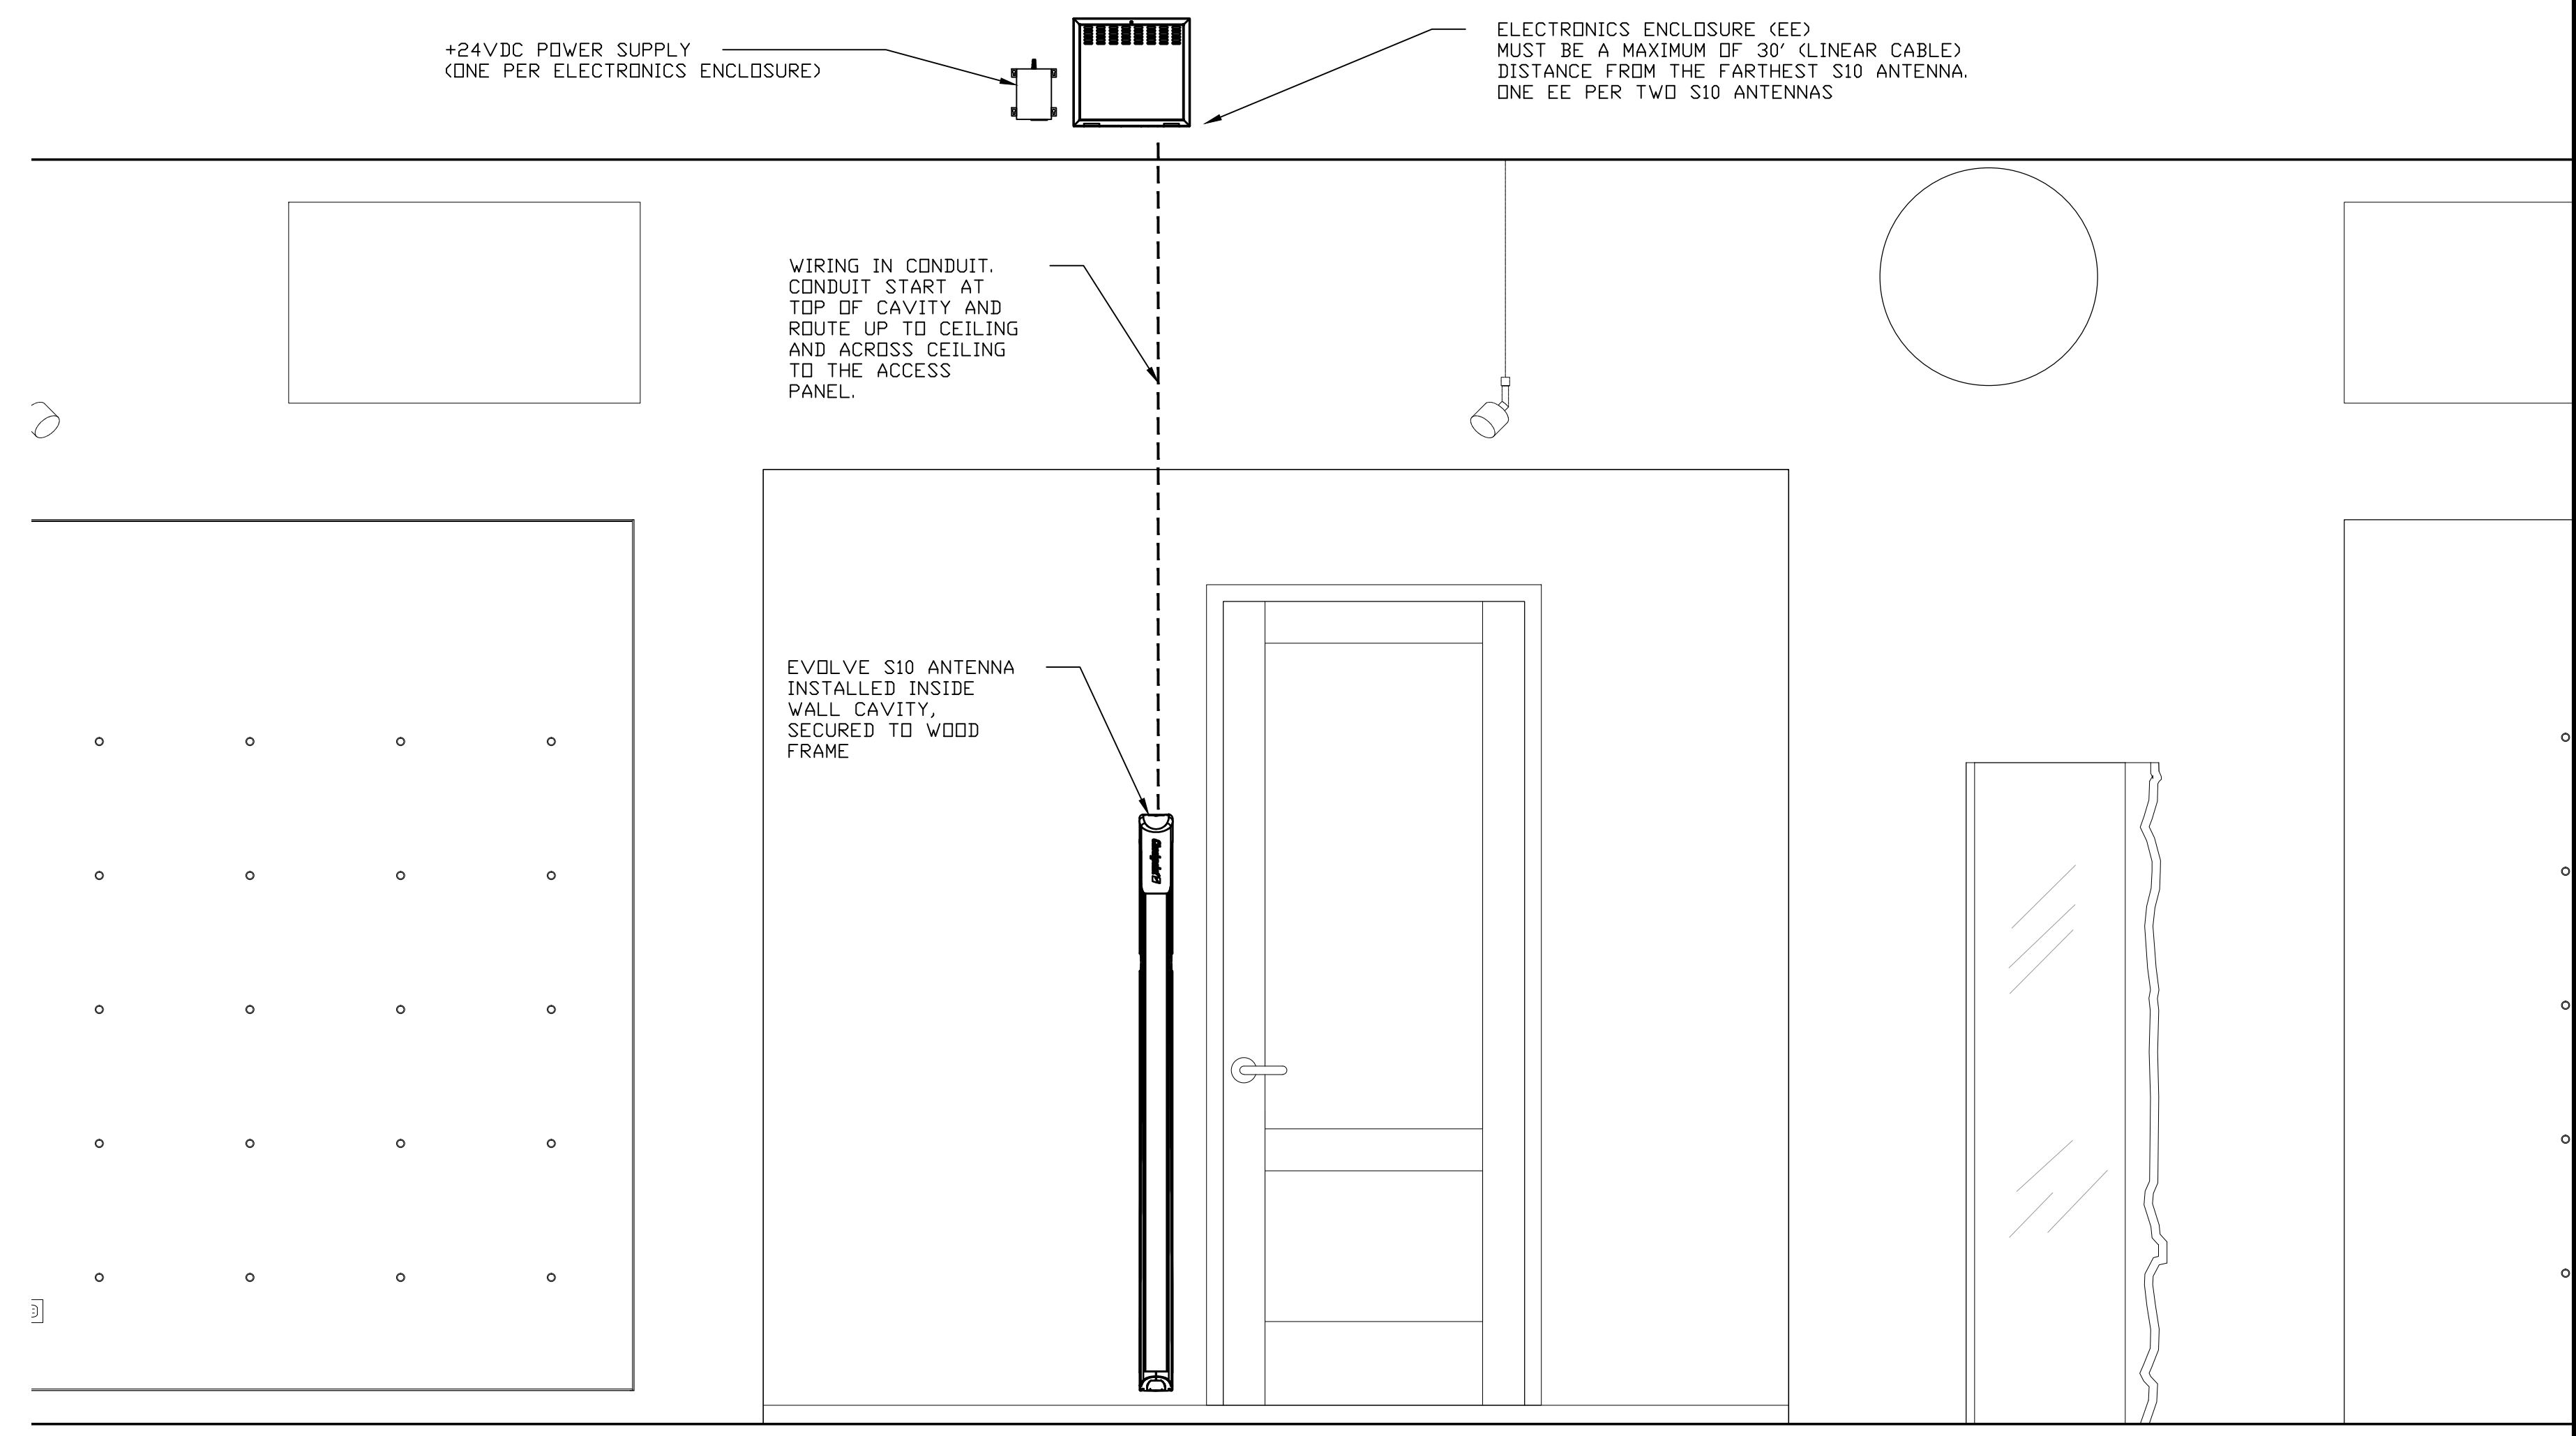 +24VDC POWER SUPPLY
(ONE PER ELECTRONICS ENCLOSURE)
ELECTRONICS ENCLOSURE (EE)
MUST BE A MAXIMUM OF 30' (LINEAR CABLE)
DISTANCE FROM THE FARTHEST S10 ANTENNA.
ONE EE PER TWO S10 ANTENNAS
WIRING IN CONDUIT.
CONDUIT START AT
TOP OF CAVITY AND
ROUTE UP TO CEILING
AND ACROSS CEILING
TO THE ACCESS
PANEL.
EVOLVE S10 ANTENNA
INSTALLED INSIDE
WALL CAVITY,
SECURED TO WOOD
FRAME